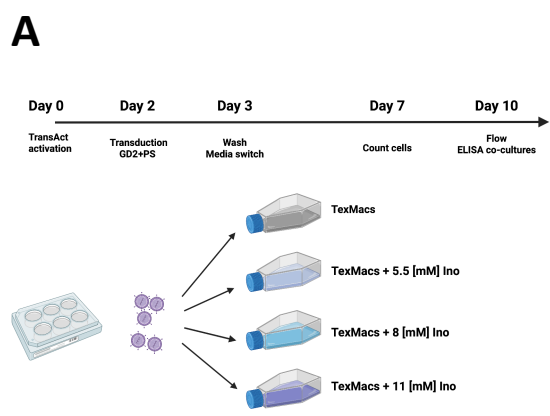 A
Day 0
Day 2
Day 3
Day 7
Day 10
TransAct
activation
Transduction
GD2+PS
Wash
Media switch
Count cells
Flow
ELISA co-cultures
TexMacs
TexMacs + 5.5 [mM] Ino
TexMacs + 8 [mM] Ino
TexMacs + 11 [mM] Ino